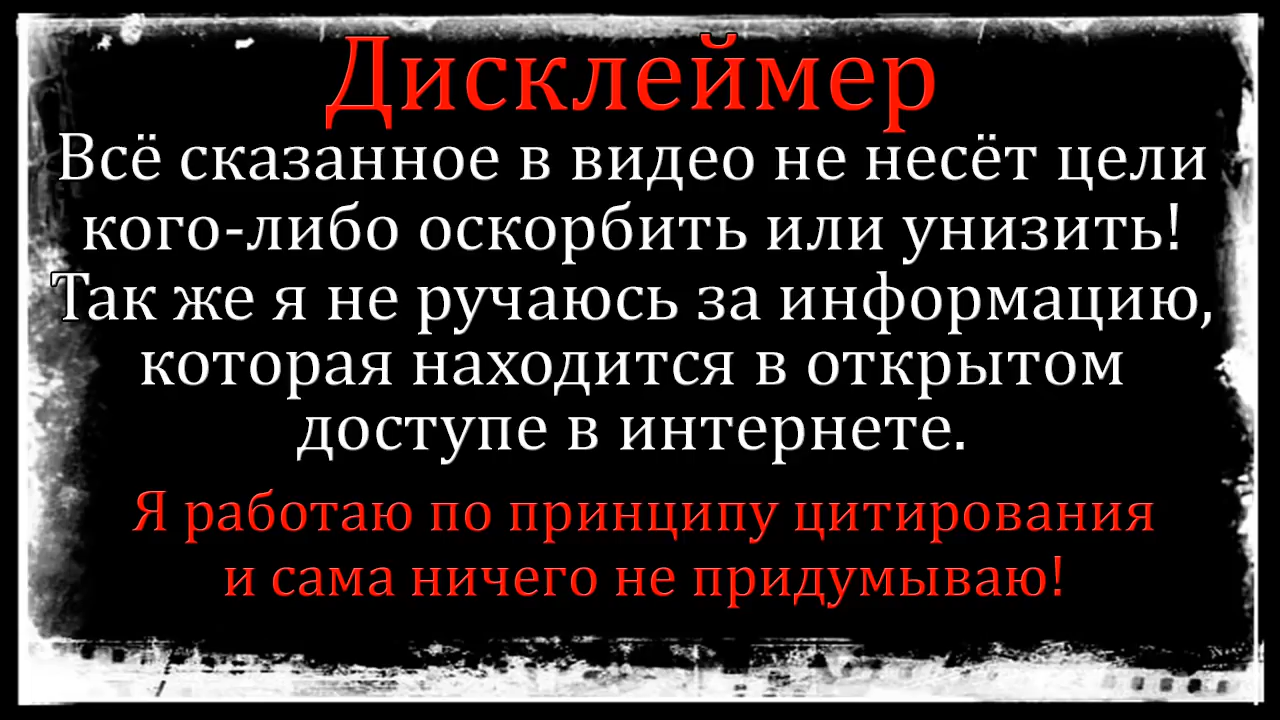 Дисклеймер
Всё сказанное в видео не несёт цели
кого-либо оскорбить или унизить!
Так же я не ручаюсь за информацию,
которая находится в открытом
доступе в интернете.
Я работаю по принципу цитирования
и сама ничего не придумываю!